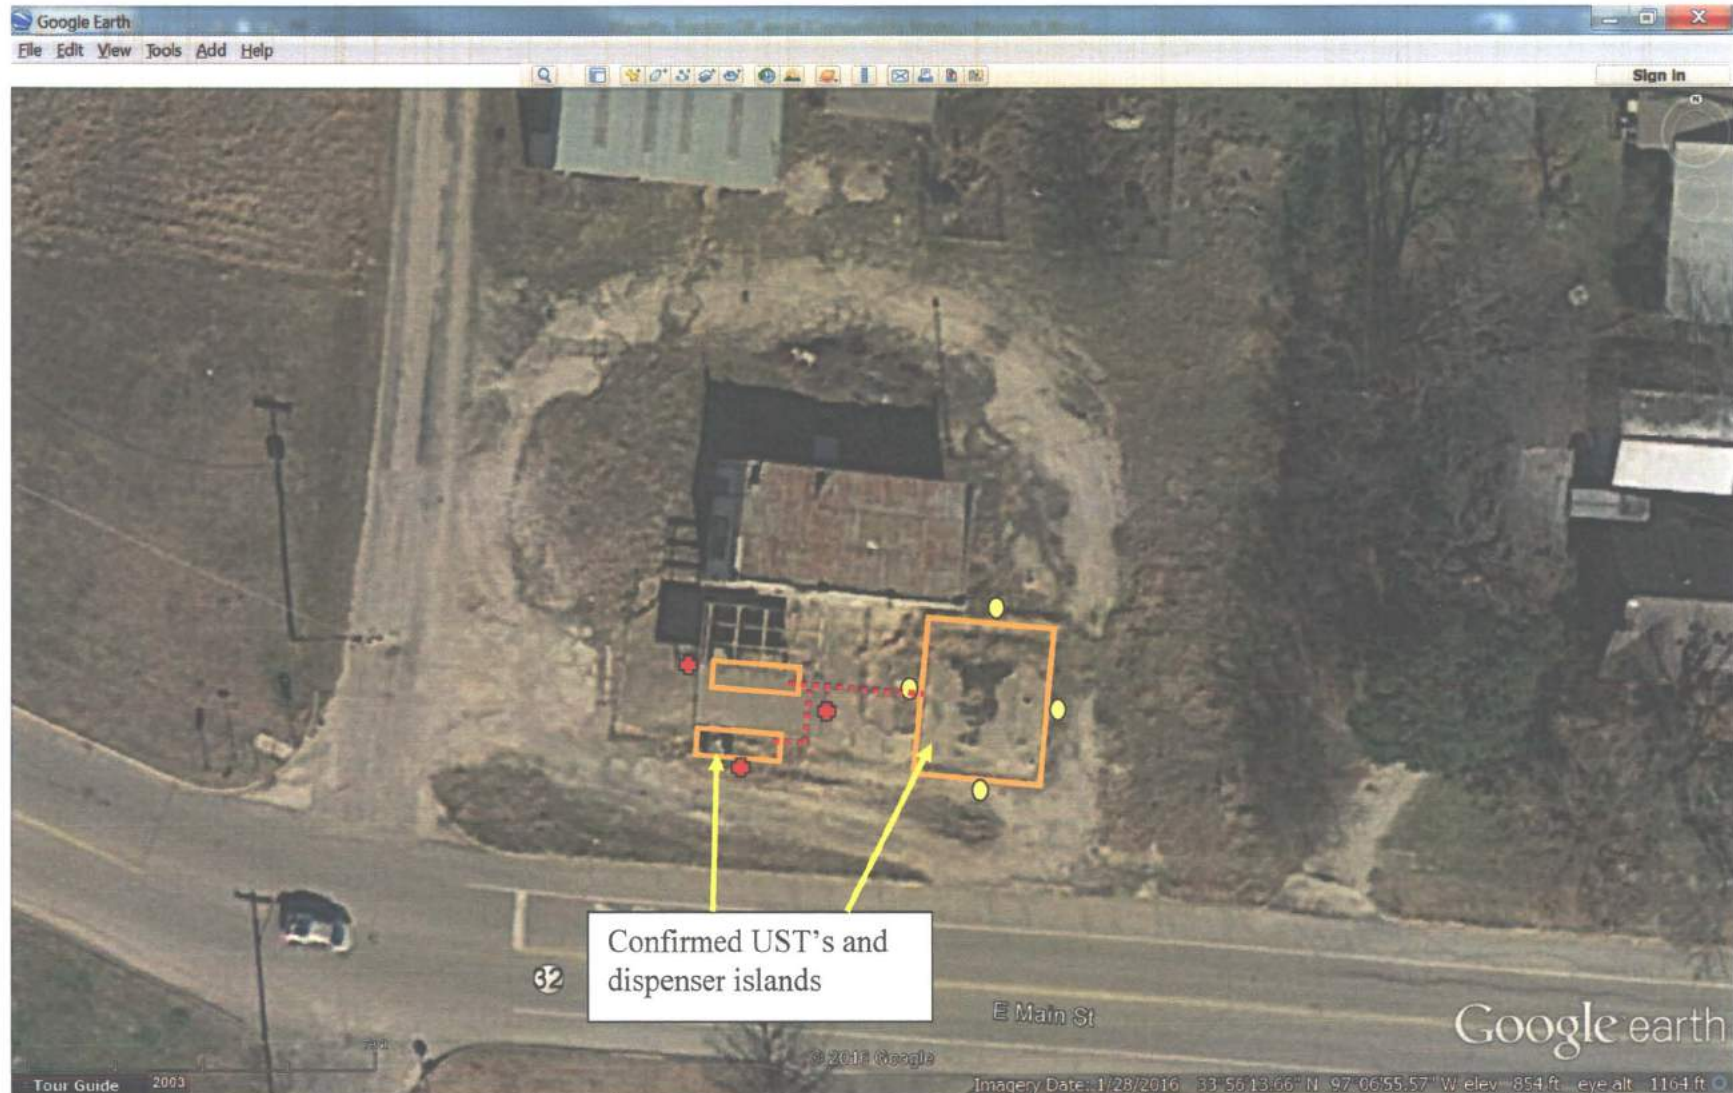 Google Earth
File Edit View Tools Add Help
Sign in
N
Confirmed UST's and
dispenser islands
32
E Main St
Google earth
© 2016 Google
Tour Guide 2003
Imagery Date: 1/28/2016 33°56'13.66" N 97°06'55.57" W elev 854 ft eye alt 1164 ft